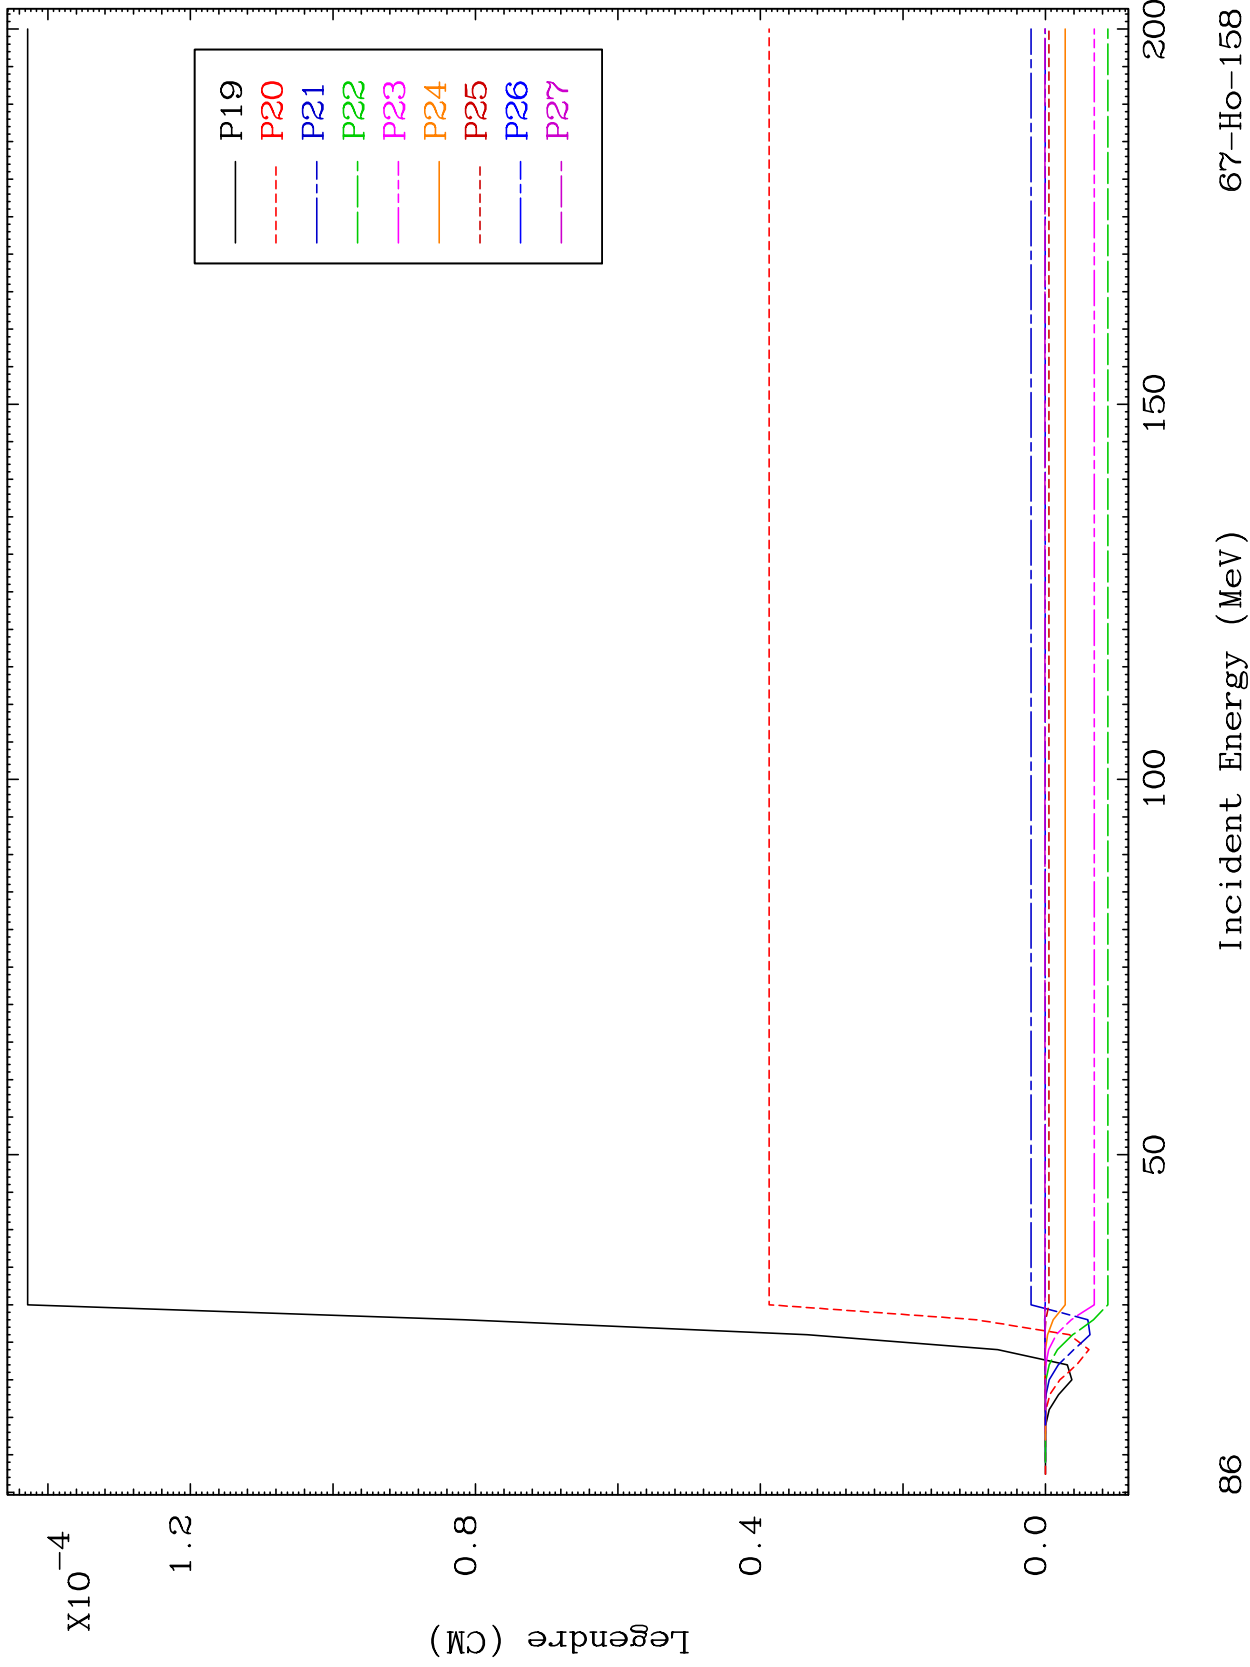 X10-4
1.2
0.8
0.4
0.0
Legendre (CM)
P19
P20
P21
P22
P23
P24
P25
P26
P27
50
100
150
200
Incident Energy (MeV)
86
67-Ho-158